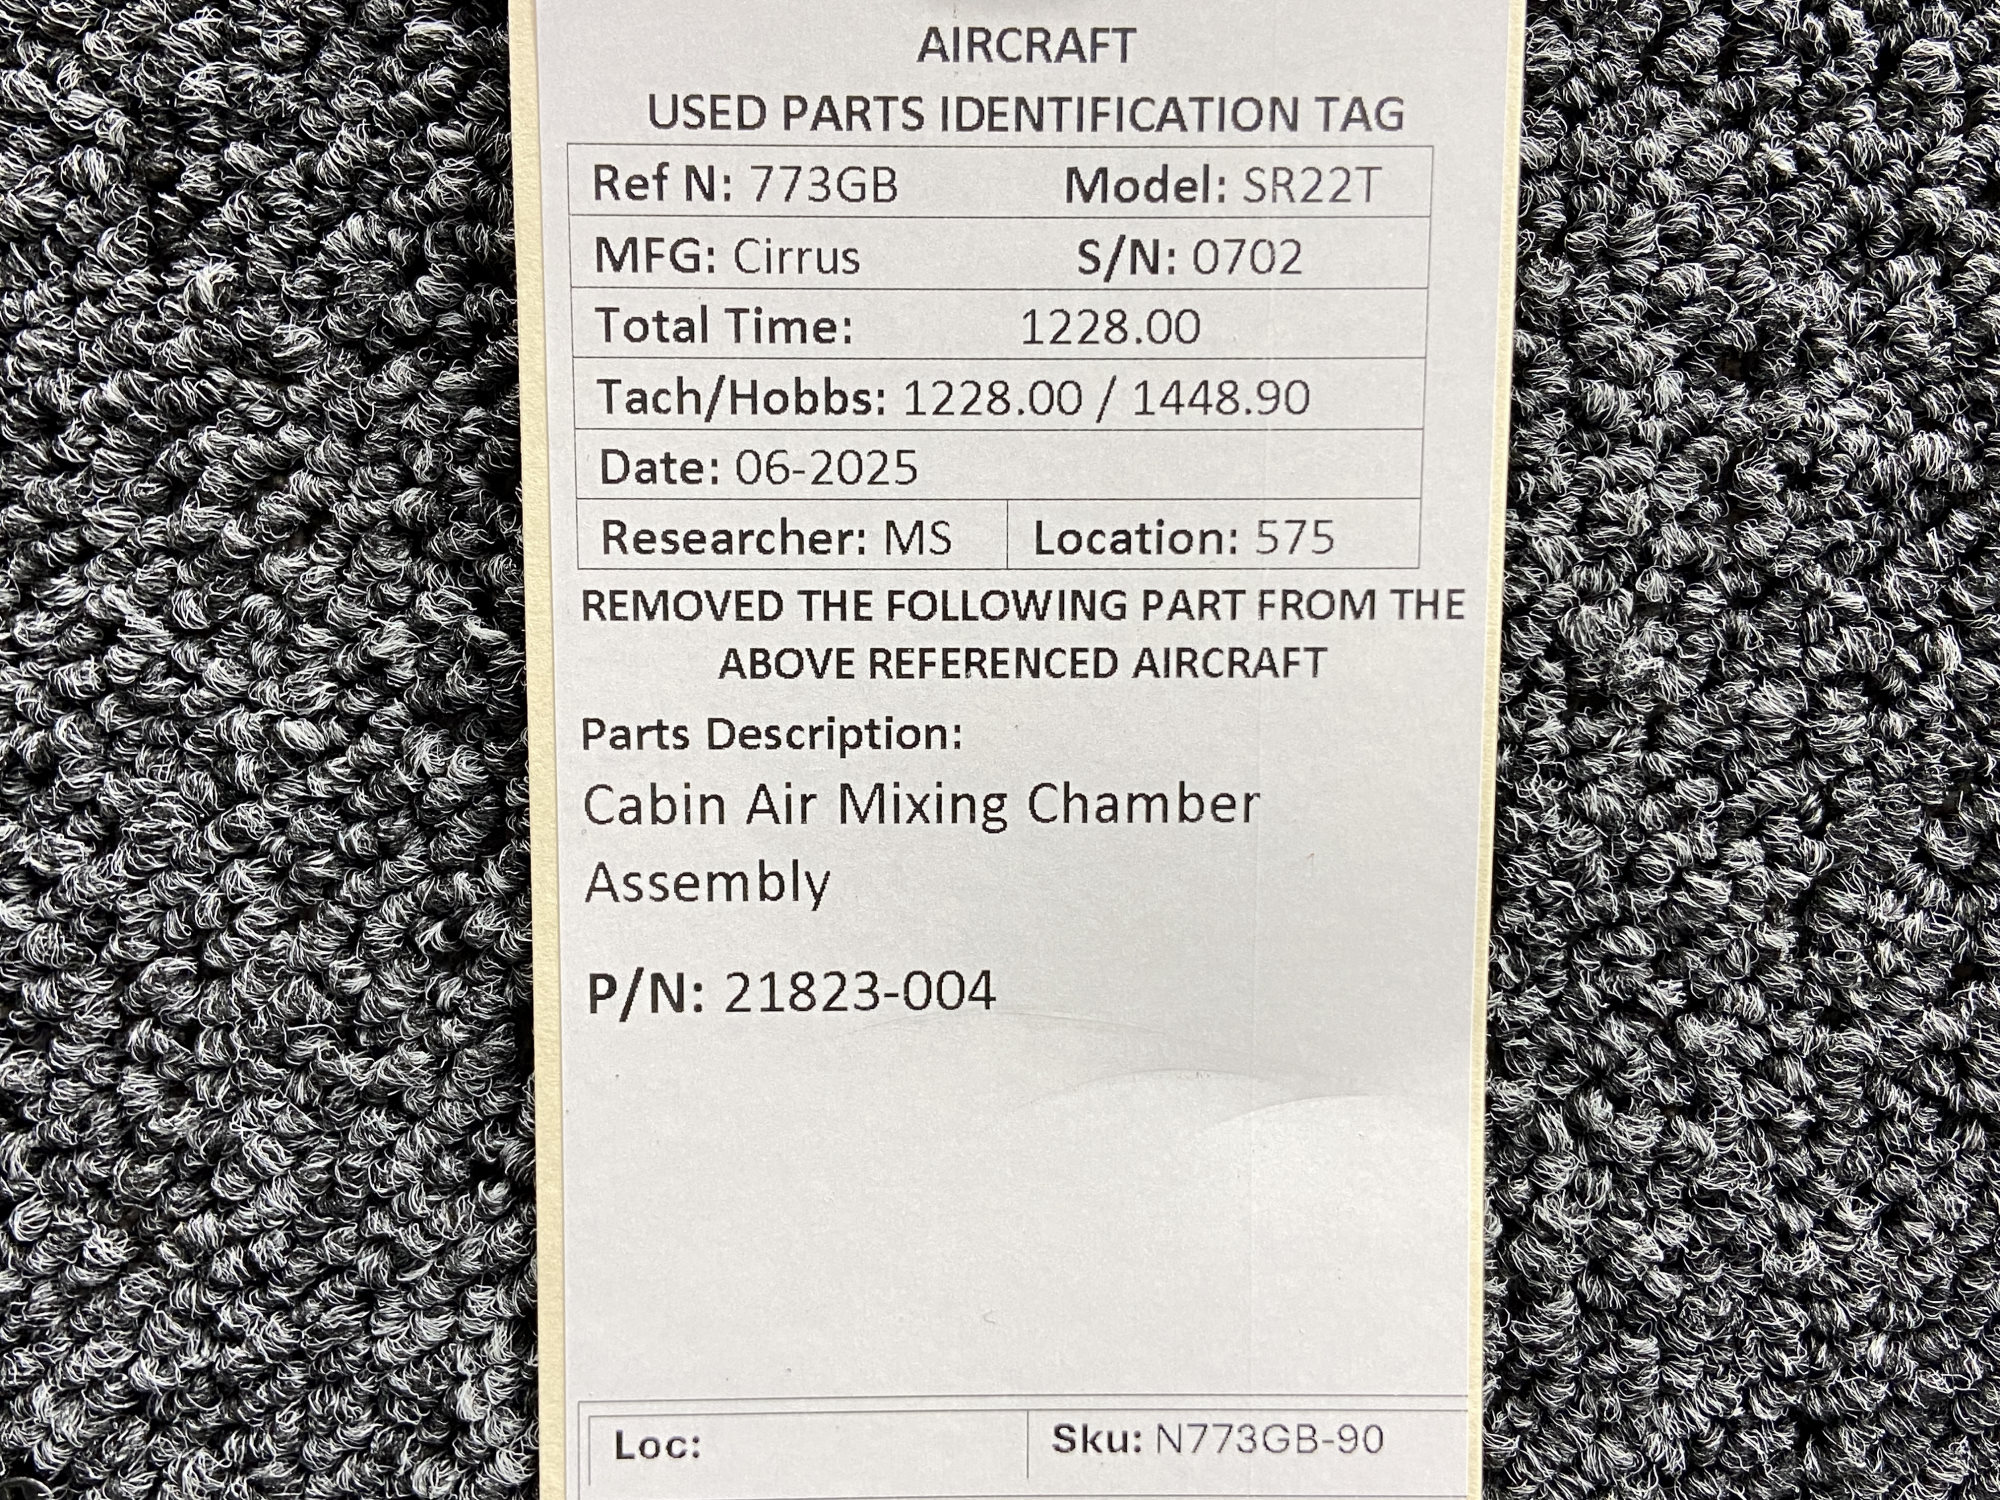 AIRCRAFT
USED PARTS IDENTIFICATION TAG
Ref N: 773GB Model: SR22T
MFG: Cirrus S/N: 0702
Total Time: 1228.00
Tach/Hobbs: 1228.00 / 1448.90
Date: 06-2025
Researcher: MS Location: 575
REMOVED THE FOLLOWING PART FROM THE
ABOVE REFERENCED AIRCRAFT
Parts Description:
Cabin Air Mixing Chamber
Assembly
P/N: 21823-004
Loc: Sku: N773GB-90